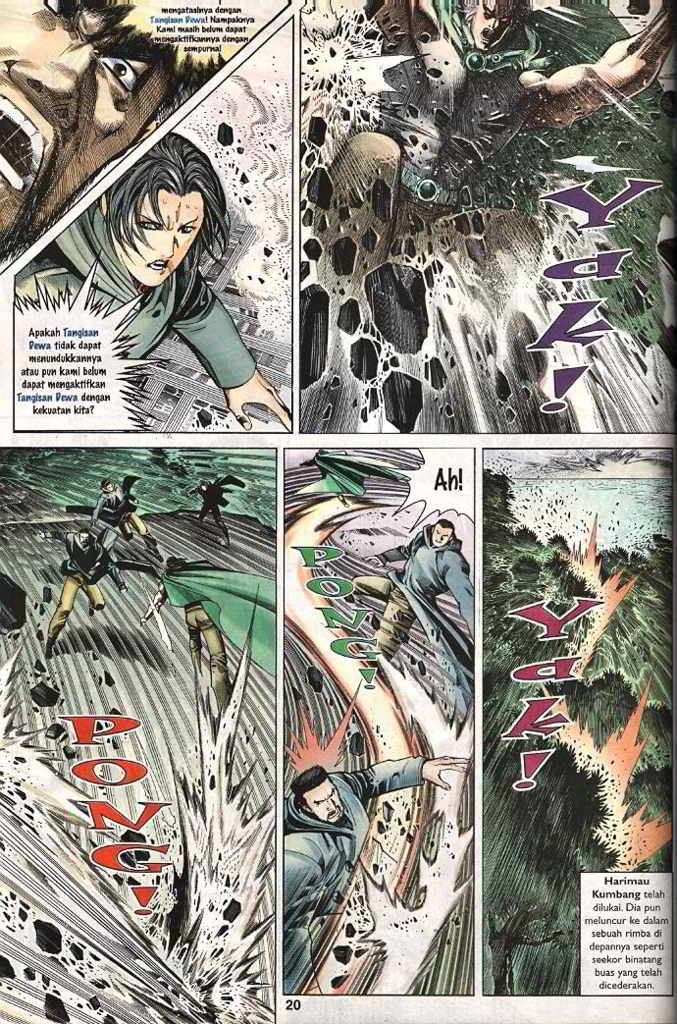 mengatasinya dengan
Tangisan Dewa! Nampaknya
Kami masih belum dapat
mengaktifkannya dengan
sempurna!
Apakah Tangisan
Dewa tidak dapat
menundukkannya
atau pun kami belum
dapat mengaktifkan
Tangisan Dewa dengan
kekuatan kita?
YAK!
PONG!
Ah!
PONG!
YAK!
Harimau
Kumbang telah
dilukai. Dia pun
meluncur ke dalam
sebuah rimba di
depannya seperti
seekor binatang
buas yang telah
dicederakan.
20